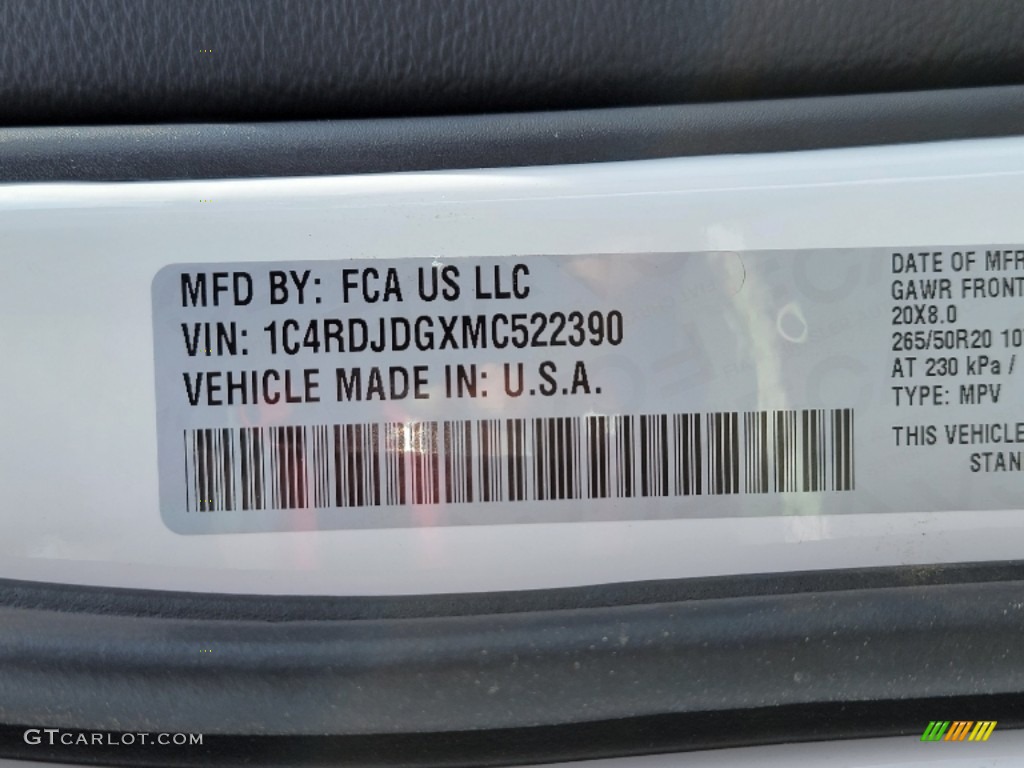 MFD BY: FCA US LLC
VIN: 1C4RDJDGXMC522390
VEHICLE MADE IN: U.S.A.
DATE OF MFR
GAWR FRONT
20X8.0
265/50R20 10
AT 230 kPa /
TYPE: MPV
THIS VEHICLE
STAN
GTCARLOT.COM